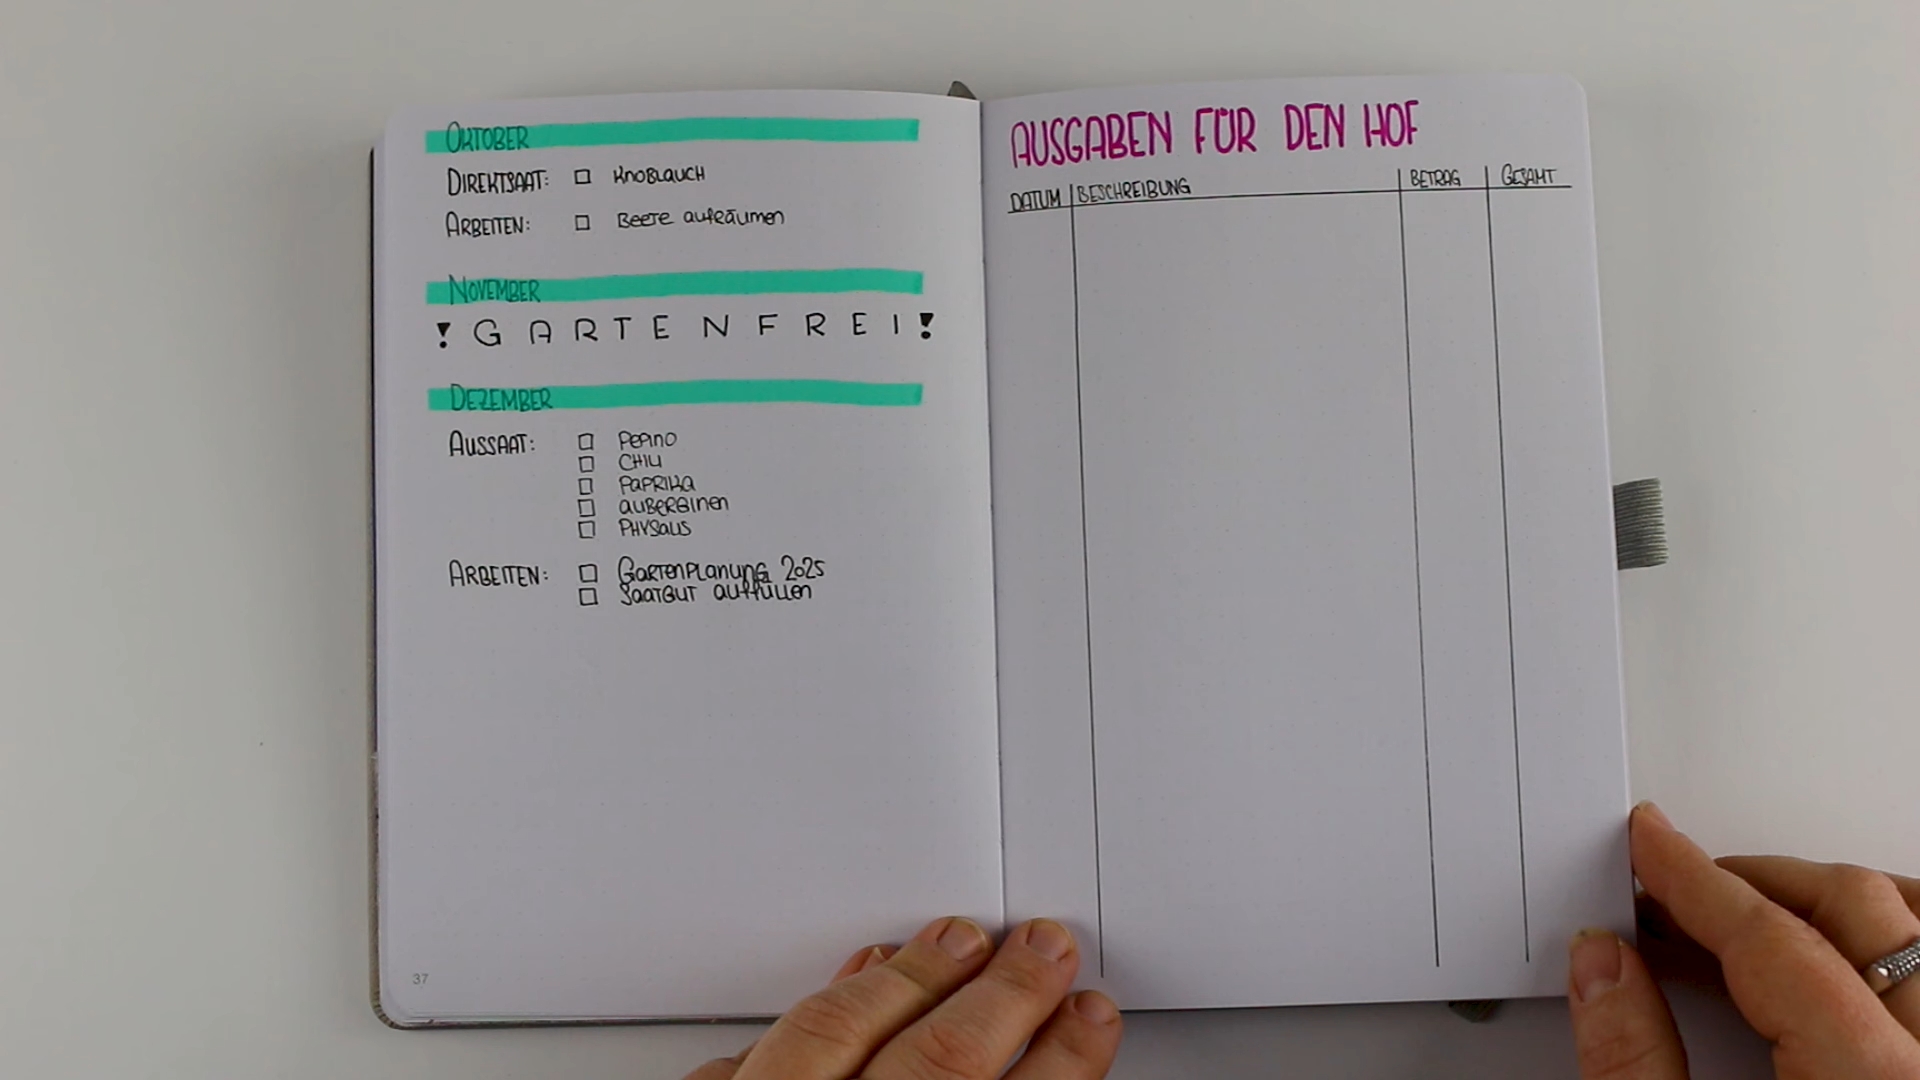 OKTOBER
DIREKTSAAT: KNOBLAUCH
ARBEITEN: BEETE aufräumen
NOVEMBER
! GARTENFREI !
DEZEMBER
AUSSAAT: PEPINO
CHILI
PAPRIKA
AUBERGINEN
PHYSALIS
ARBEITEN: GARTENPLANUNG 2025
SAATGUT auffüllen
37
AUSGABEN FÜR DEN HOF
DATUM BESCHREIBUNG BETRAG GESAMT